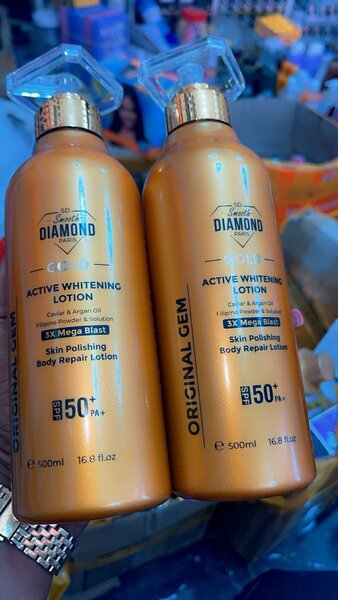 SD
Smooth
DIAMOND
PARIS
GOLD
ACTIVE WHITENING
LOTION
Caviar & Argan Oil
Filipino Powder & Solution
3X Mega Blast
Skin Polishing
Body Repair Lotion
ORIGINAL GEM
SPF 50+ PA+
e 500ml 16.8 fl.oz
SD
Smooth
DIAMOND
PARIS
GOLD
ACTIVE WHITENING
LOTION
Caviar & Argan Oil
Filipino Powder & Solution
3X Mega Blast
Skin Polishing
Body Repair Lotion
ORIGINAL GEM
SPF 50+ PA+
e 500ml 16.8 fl.oz